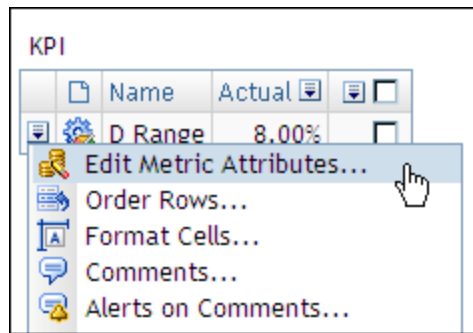 KPI
Name Actual
D Range 8.00%
Edit Metric Attributes...
Order Rows...
Format Cells...
Comments...
Alerts on Comments...